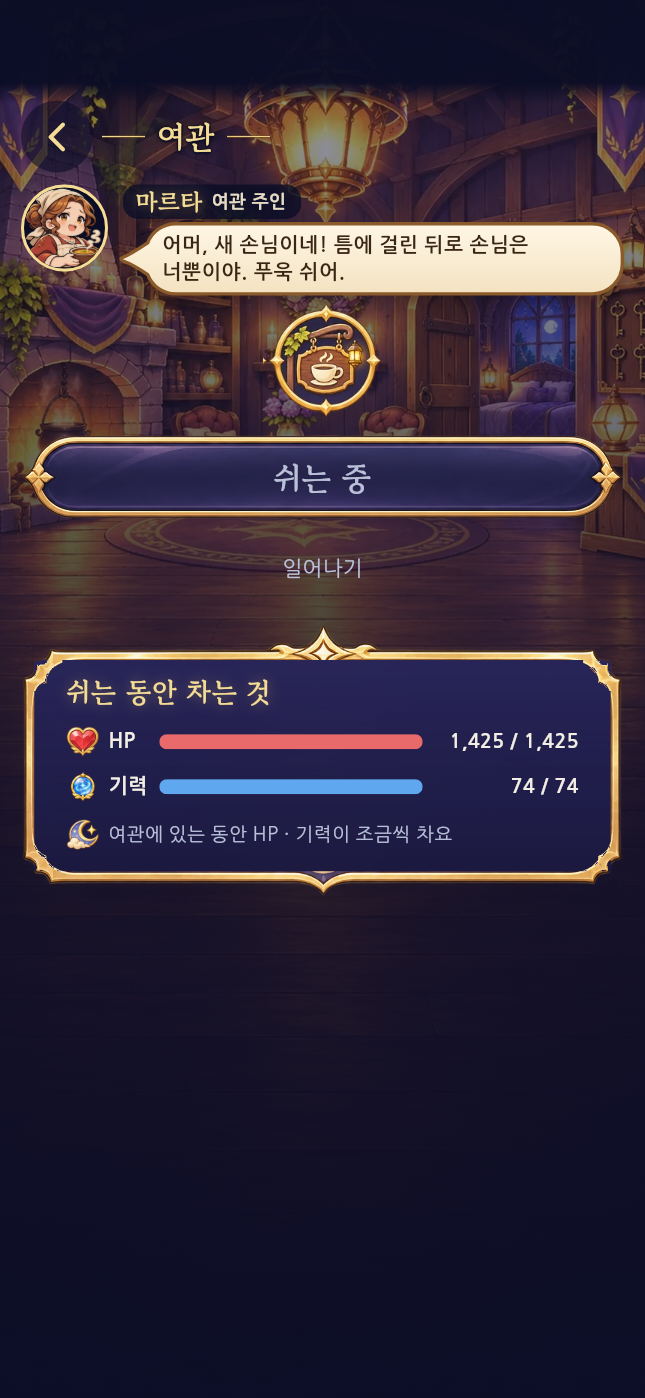 여관
마르타 여관 주인
어머, 새 손님이네! 틈에 걸린 뒤로 손님은
너뿐이야. 푸욱 쉬어.
쉬는 중
일어나기
쉬는 동안 차는 것
HP 1,425 / 1,425
기력 74 / 74
여관에 있는 동안 HP · 기력이 조금씩 차요